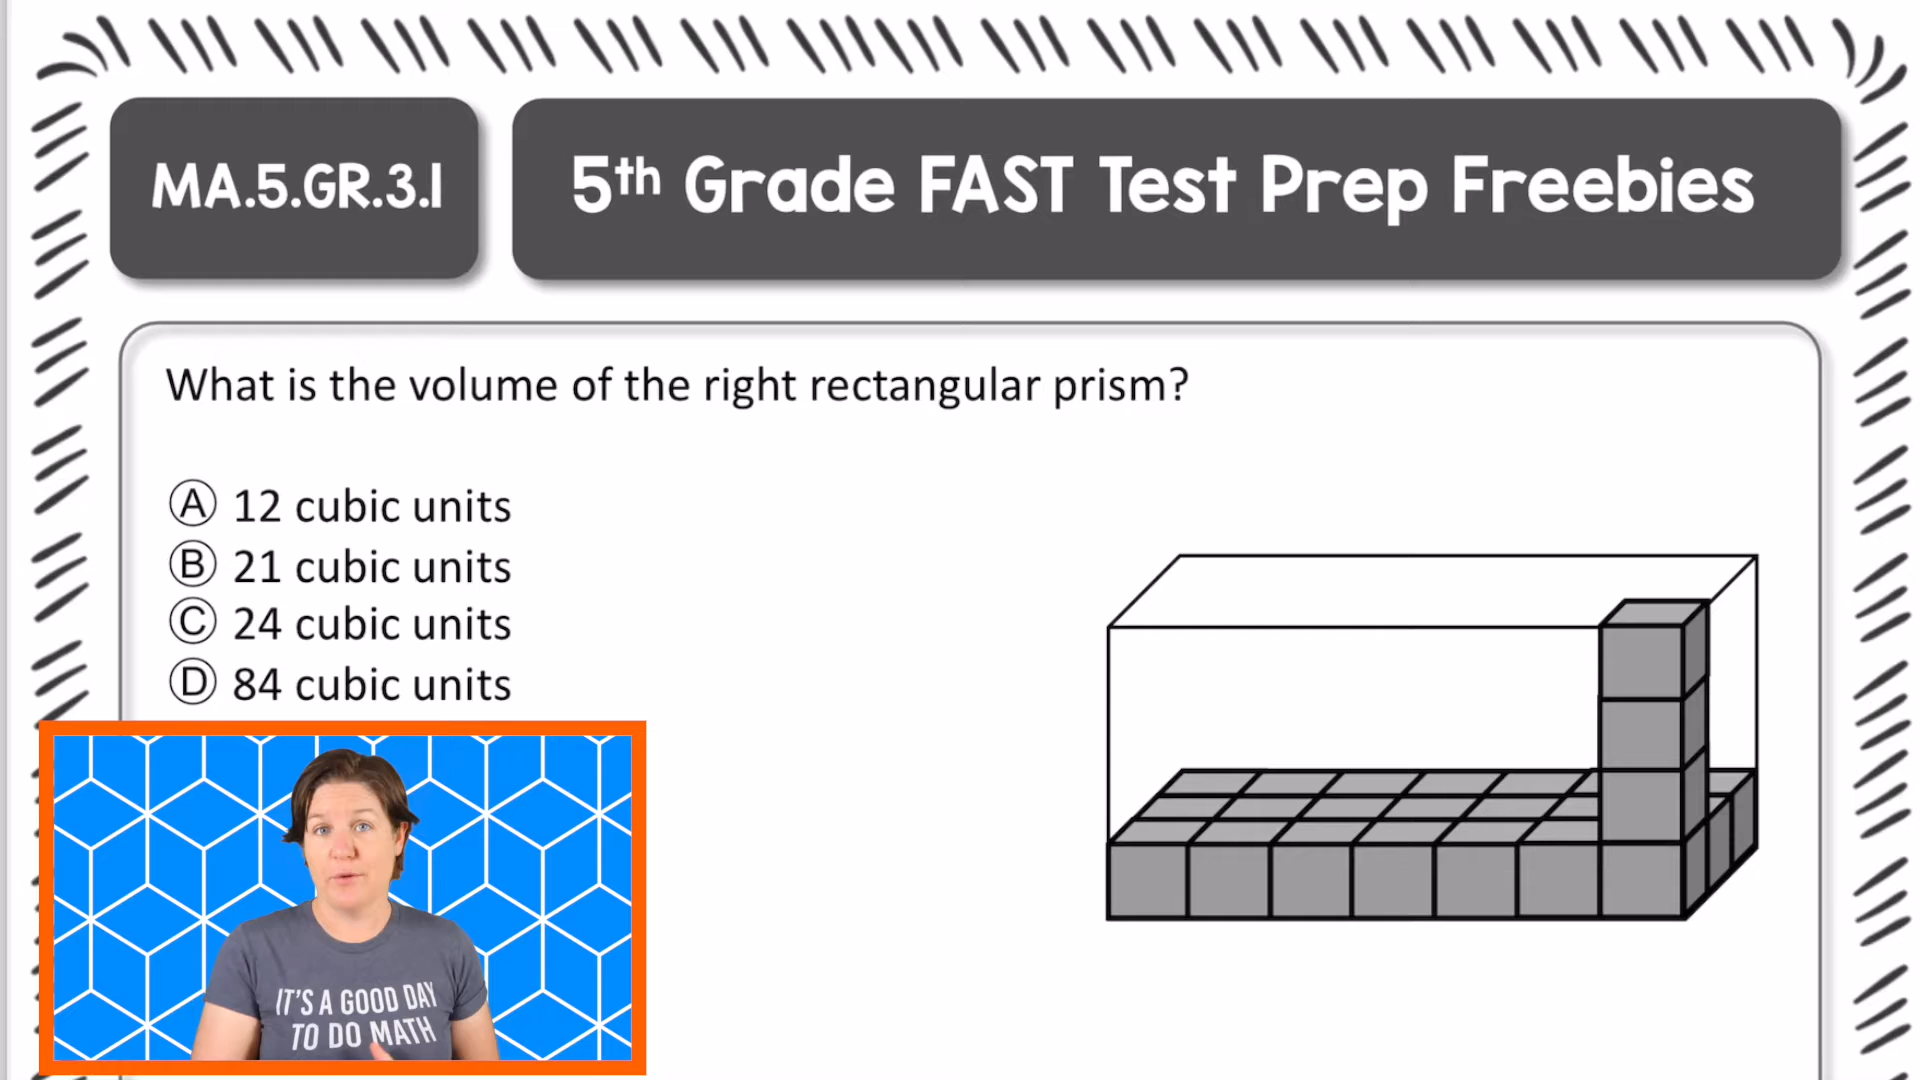 MA.5.GR.3.1
5th Grade FAST Test Prep Freebies
What is the volume of the right rectangular prism?
Ⓐ 12 cubic units
Ⓑ 21 cubic units
Ⓒ 24 cubic units
Ⓓ 84 cubic units
IT'S A GOOD DAY
TO DO MATH